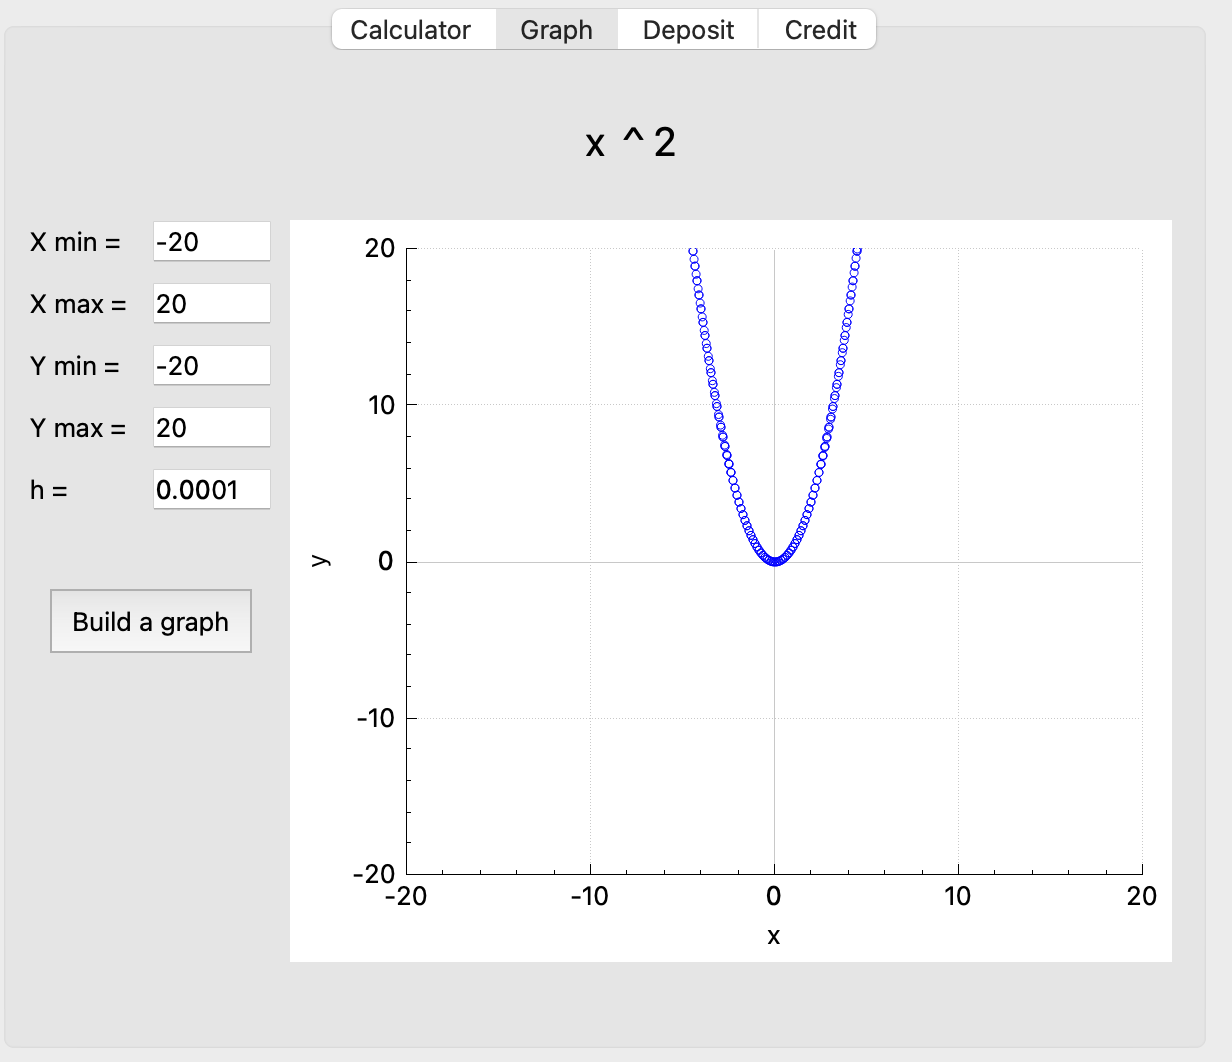 Calculator Graph Deposit Credit
x ^ 2
X min = -20
X max = 20
Y min = -20
Y max = 20
h = 0.0001
Build a graph
20
10
0
-10
-20
y
-20 -10 0 10 20
x